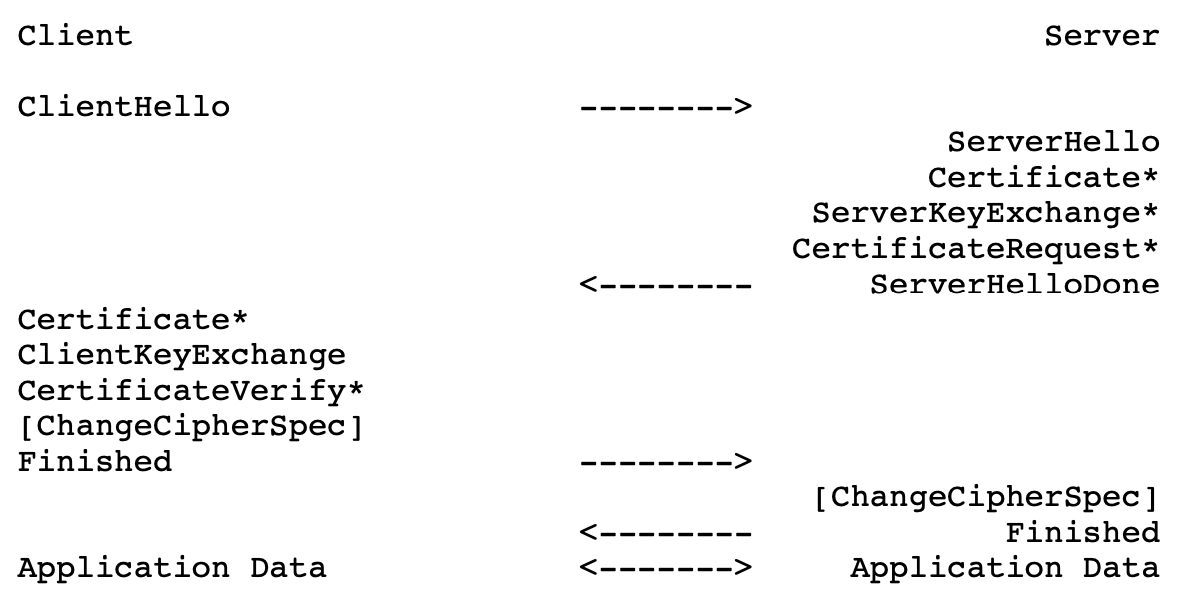 Client Server
ClientHello -------->
ServerHello
Certificate*
ServerKeyExchange*
CertificateRequest*
<-------- ServerHelloDone
Certificate*
ClientKeyExchange
CertificateVerify*
[ChangeCipherSpec]
Finished -------->
[ChangeCipherSpec]
<-------- Finished
Application Data <-------> Application Data